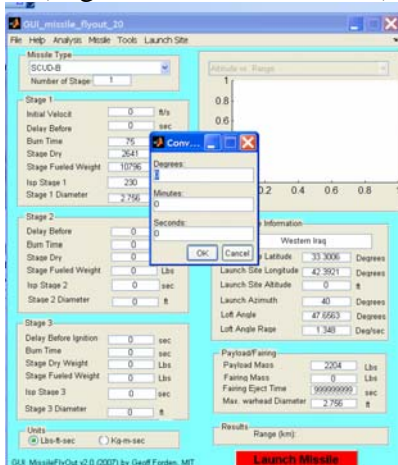 GUI_missile_flyout_20
File Help Analysis Missile Tools Launch Site
Missile Type
SCUD-B
Number of Stage 1
Altitude vs. Range
1
0.8
0.6
0.2 0.4 0.6 0.8 1
Stage 1
Initial Velocit 0 ft/s
Delay Before 0 sec
Burn Time 75
Stage Dry 2641
Stage Fueled Weight 10796
Isp Stage 1 230
Stage 1 Diameter 2.756
Conv...
Degrees:
0
Minutes:
0
Seconds:
0
OK Cancel
Stage 2
Delay Before 0
Burn Time 0
Stage Dry 0
Stage Fueled Weight 0 Lbs
Isp Stage 2 0 sec
Stage 2 Diameter 0 ft
Information
Western Iraq
Latitude 33.3006 Degrees
Launch Site Longitude 42.3921 Degrees
Launch Site Altitude 0 ft
Launch Azimuth 40 Degrees
Loft Angle 47.6563 Degrees
Loft Angle Rage 1.348 Deg/sec
Stage 3
Delay Before Ignition 0 sec
Burn Time 0 sec
Stage Dry Weight 0 Lbs
Stage Fueled Weight 0 Lbs
Isp Stage 3 0 sec
Stage 3 Diameter 0 ft
Payload/Fairing
Payload Mass 2204 Lbs
Fairing Mass 0 Lbs
Fairing Eject Time 999999999 sec
Max. warhead Diameter 2.756 ft
Units
Lbs-ft-sec Kg-m-sec
Results
Range (km):
GUI_MissileFlyOut v2.0 (2007) by Geoff Forden, MIT
Launch Missile